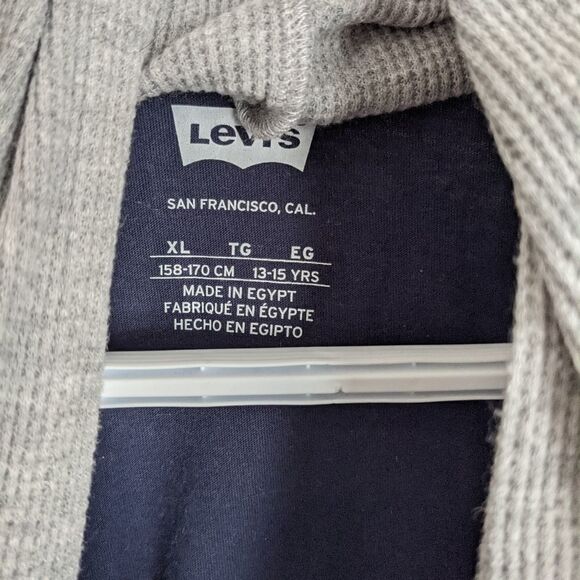 Levi's
SAN FRANCISCO, CAL.
XL TG EG
158-170 CM 13-15 YRS
MADE IN EGYPT
FABRIQUÉ EN ÉGYPTE
HECHO EN EGIPTO